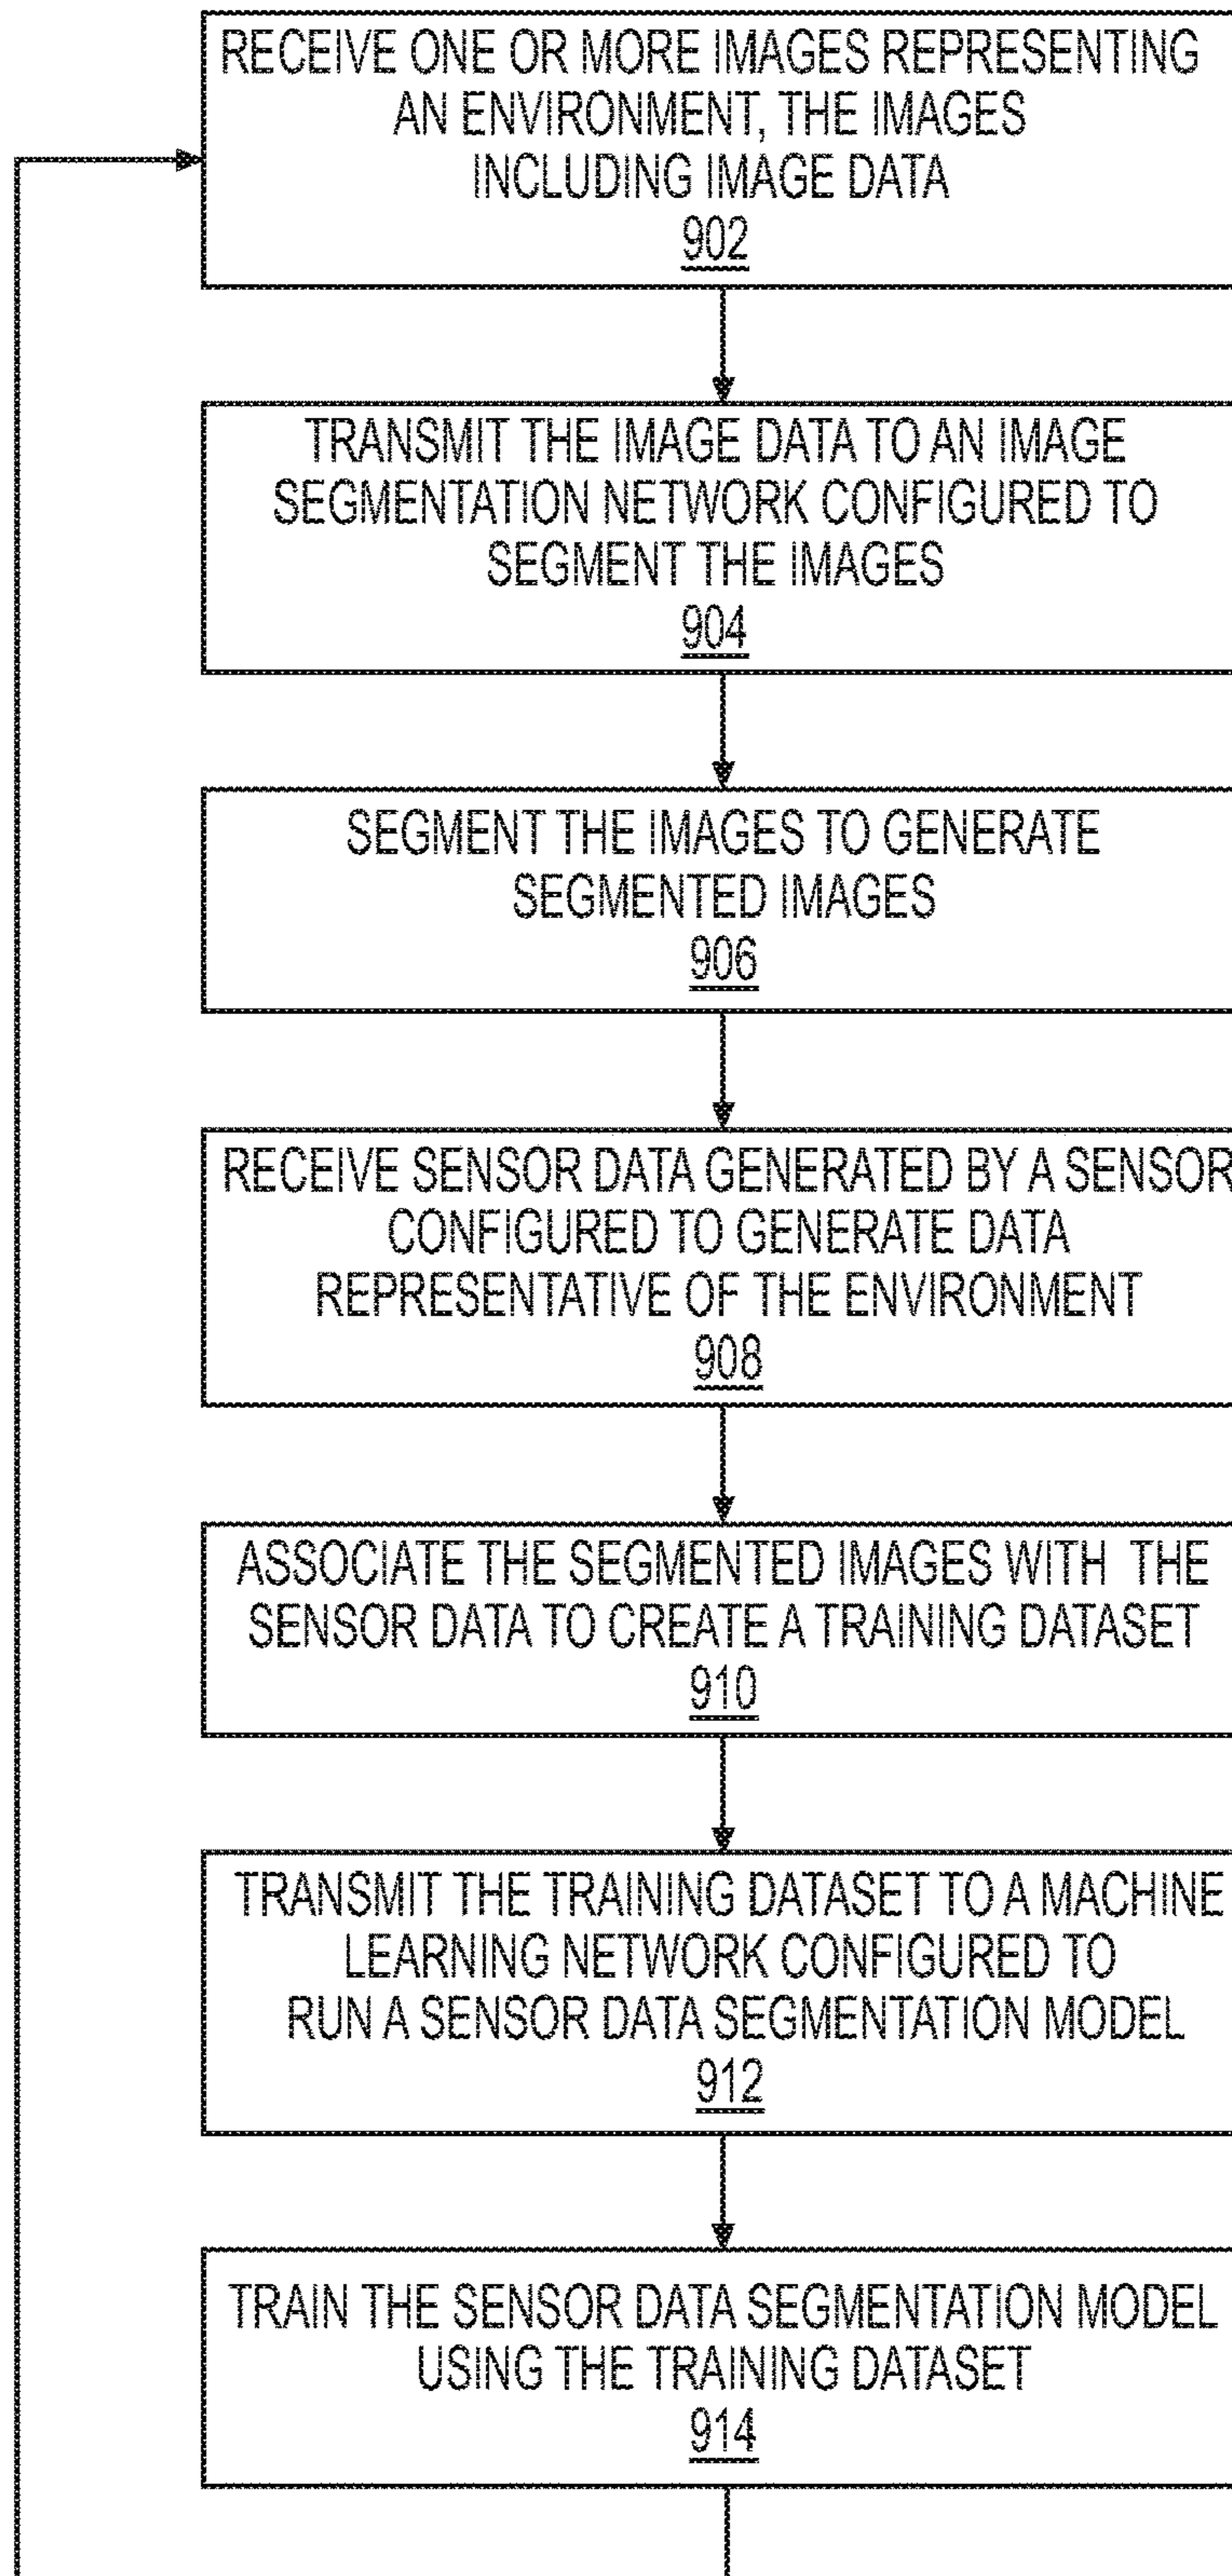 RECEIVE ONE OR MORE IMAGES REPRESENTING
AN ENVIRONMENT, THE IMAGES
INCLUDING IMAGE DATA
902
TRANSMIT THE IMAGE DATA TO AN IMAGE
SEGMENTATION NETWORK CONFIGURED TO
SEGMENT THE IMAGES
904
SEGMENT THE IMAGES TO GENERATE
SEGMENTED IMAGES
906
RECEIVE SENSOR DATA GENERATED BY A SENSOR
CONFIGURED TO GENERATE DATA
REPRESENTATIVE OF THE ENVIRONMENT
908
ASSOCIATE THE SEGMENTED IMAGES WITH THE
SENSOR DATA TO CREATE A TRAINING DATASET
910
TRANSMIT THE TRAINING DATASET TO A MACHINE
LEARNING NETWORK CONFIGURED TO
RUN A SENSOR DATA SEGMENTATION MODEL
912
TRAIN THE SENSOR DATA SEGMENTATION MODEL
USING THE TRAINING DATASET
914